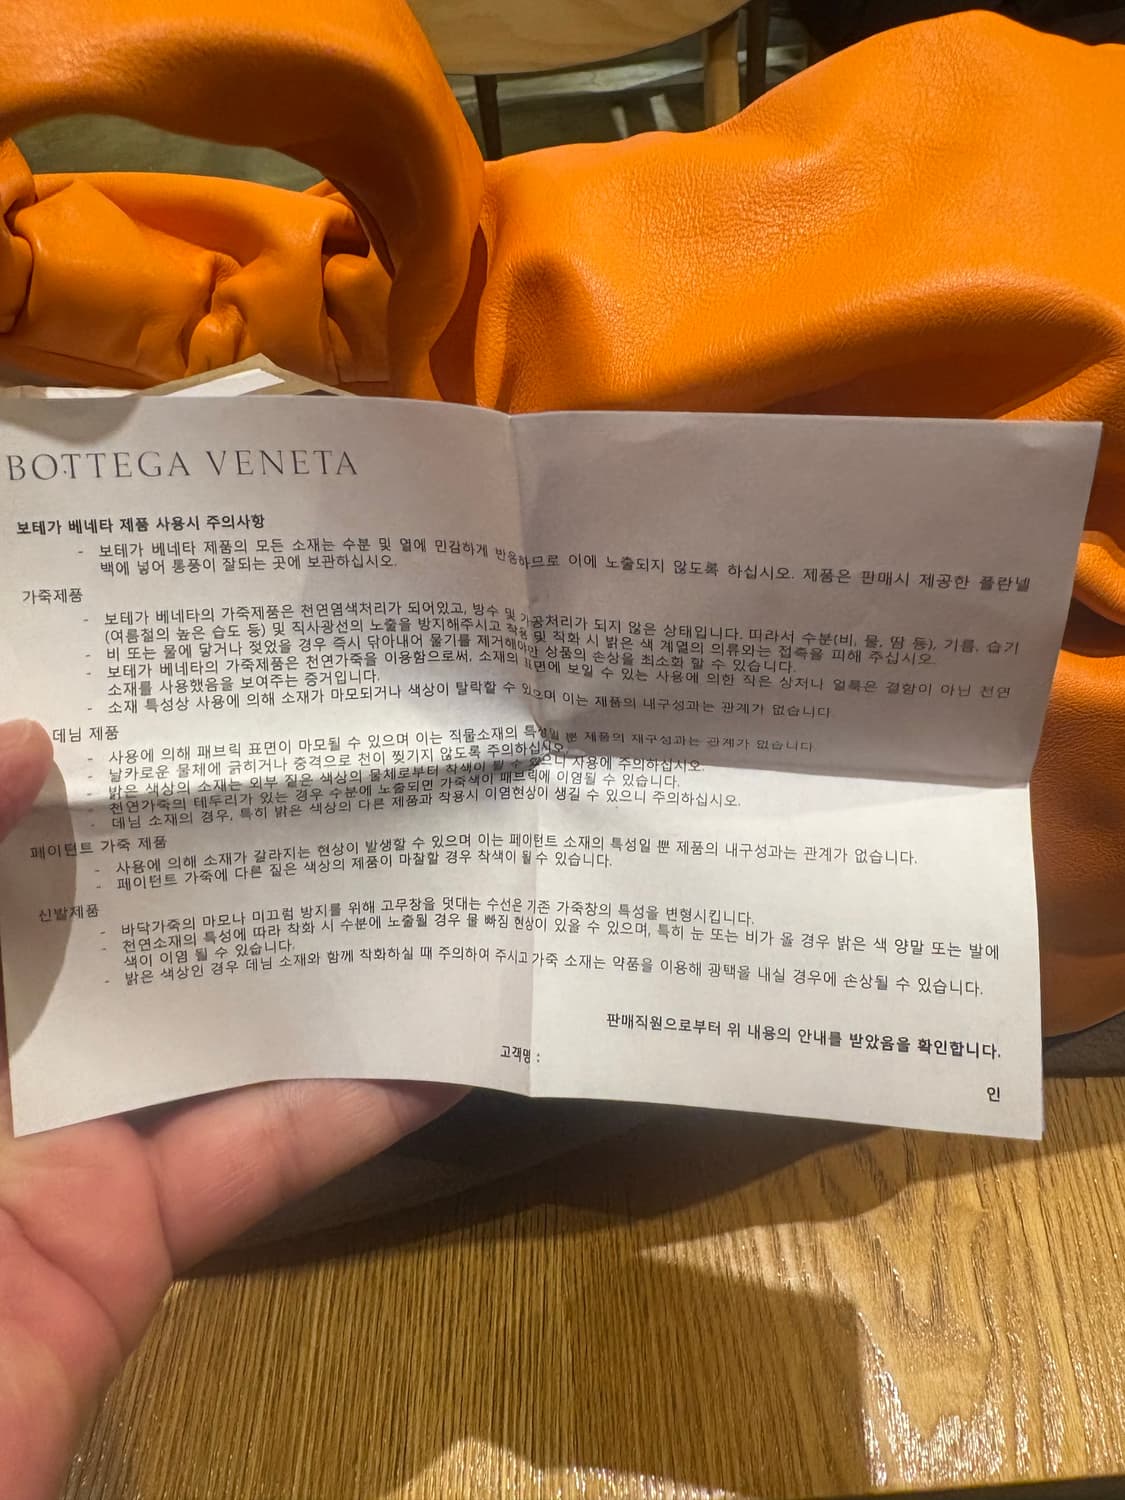 BOTTEGA VENETA
보테가 베네타 제품 사용시 주의사항
- 보테가 베네타 제품의 모든 소재는 수분 및 열에 민감하게 반응하므로 이에 노출되지 않도록 하십시오. 제품은 판매시 제공한 플란넬
백에 넣어 통풍이 잘되는 곳에 보관하십시오.
가죽제품
- 보테가 베네타의 가죽제품은 천연염색처리가 되어있고, 방수 및 가공처리가 되지 않은 상태입니다. 따라서 수분(비, 물, 땀 등), 기름, 습기
(여름철의 높은 습도 등) 및 직사광선의 노출을 방지해주시고 착용 및 착화 시 밝은 색 계열의 의류와는 접촉을 피해 주십시오.
- 비 또는 물에 닿거나 젖었을 경우 즉시 닦아내어 물기를 제거해야만 상품의 손상을 최소화 할 수 있습니다.
- 보테가 베네타의 가죽제품은 천연가죽을 이용함으로써, 소재의 표면에 보일 수 있는 사용에 의한 작은 상처나 얼룩은 결함이 아닌 천연
소재를 사용했음을 보여주는 증거입니다.
- 소재 특성상 사용에 의해 소재가 마모되거나 색상이 탈락할 수 있으며 이는 제품의 내구성과는 관계가 없습니다.
데님 제품
- 사용에 의해 패브릭 표면이 마모될 수 있으며 이는 직물소재의 특성일 뿐 제품의 재구성과는 관계가 없습니다.
- 날카로운 물체에 긁히거나 충격으로 천이 찢기지 않도록 주의하십시오.
- 밝은 색상의 소재는 외부 짙은 색상의 물체로부터 착색이 될 수 있으니 사용에 주의하십시오.
- 천연가죽의 테두리가 있는 경우 수분에 노출되면 가죽색이 패브릭에 이염될 수 있습니다.
- 데님 소재의 경우, 특히 밝은 색상의 다른 제품과 착용시 이염현상이 생길 수 있으니 주의하십시오.
페이턴트 가죽 제품
- 사용에 의해 소재가 갈라지는 현상이 발생할 수 있으며 이는 페이턴트 소재의 특성일 뿐 제품의 내구성과는 관계가 없습니다.
- 페이턴트 가죽에 다른 짙은 색상의 제품이 마찰할 경우 착색이 될 수 있습니다.
신발제품
- 바닥가죽의 마모나 미끄럼 방지를 위해 고무창을 덧대는 수선은 기존 가죽창의 특성을 변형시킵니다.
- 천연소재의 특성에 따라 착화 시 수분에 노출될 경우 물 빠짐 현상이 있을 수 있으며, 특히 눈 또는 비가 올 경우 밝은 색 양말 또는 발에
색이 이염 될 수 있습니다.
- 밝은 색상인 경우 데님 소재와 함께 착화하실 때 주의하여 주시고 가죽 소재는 약품을 이용해 광택을 내실 경우에 손상될 수 있습니다.
판매직원으로부터 위 내용의 안내를 받았음을 확인합니다.
고객명 :
인